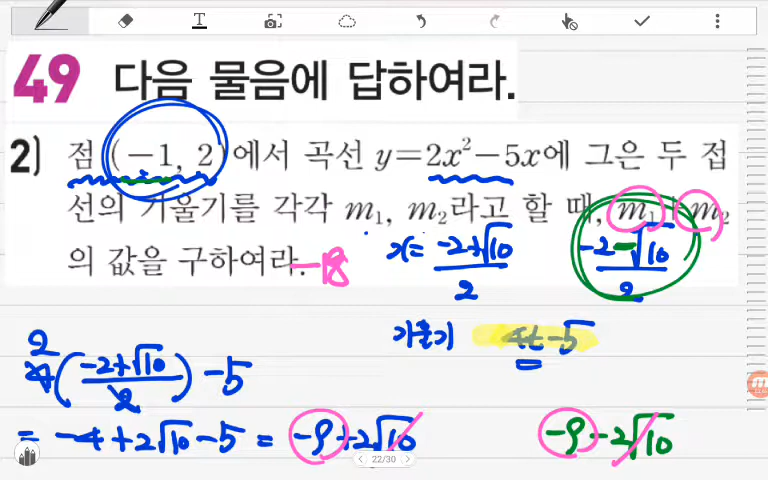 49 다음 물음에 답하여라.
2) 점 (-1, 2)에서 곡선 y=2x²-5x에 그은 두 접
선의 기울기를 각각 m₁, m₂라고 할 때, m₁+m₂
의 값을 구하여라. -18
x= (-2+√10)/2 (-2-√10)/2
기울기 4t-5
2
4((-2+√10)/2)-5
= -4+2√10-5 = -9+2√10 -9-2√10
22/30